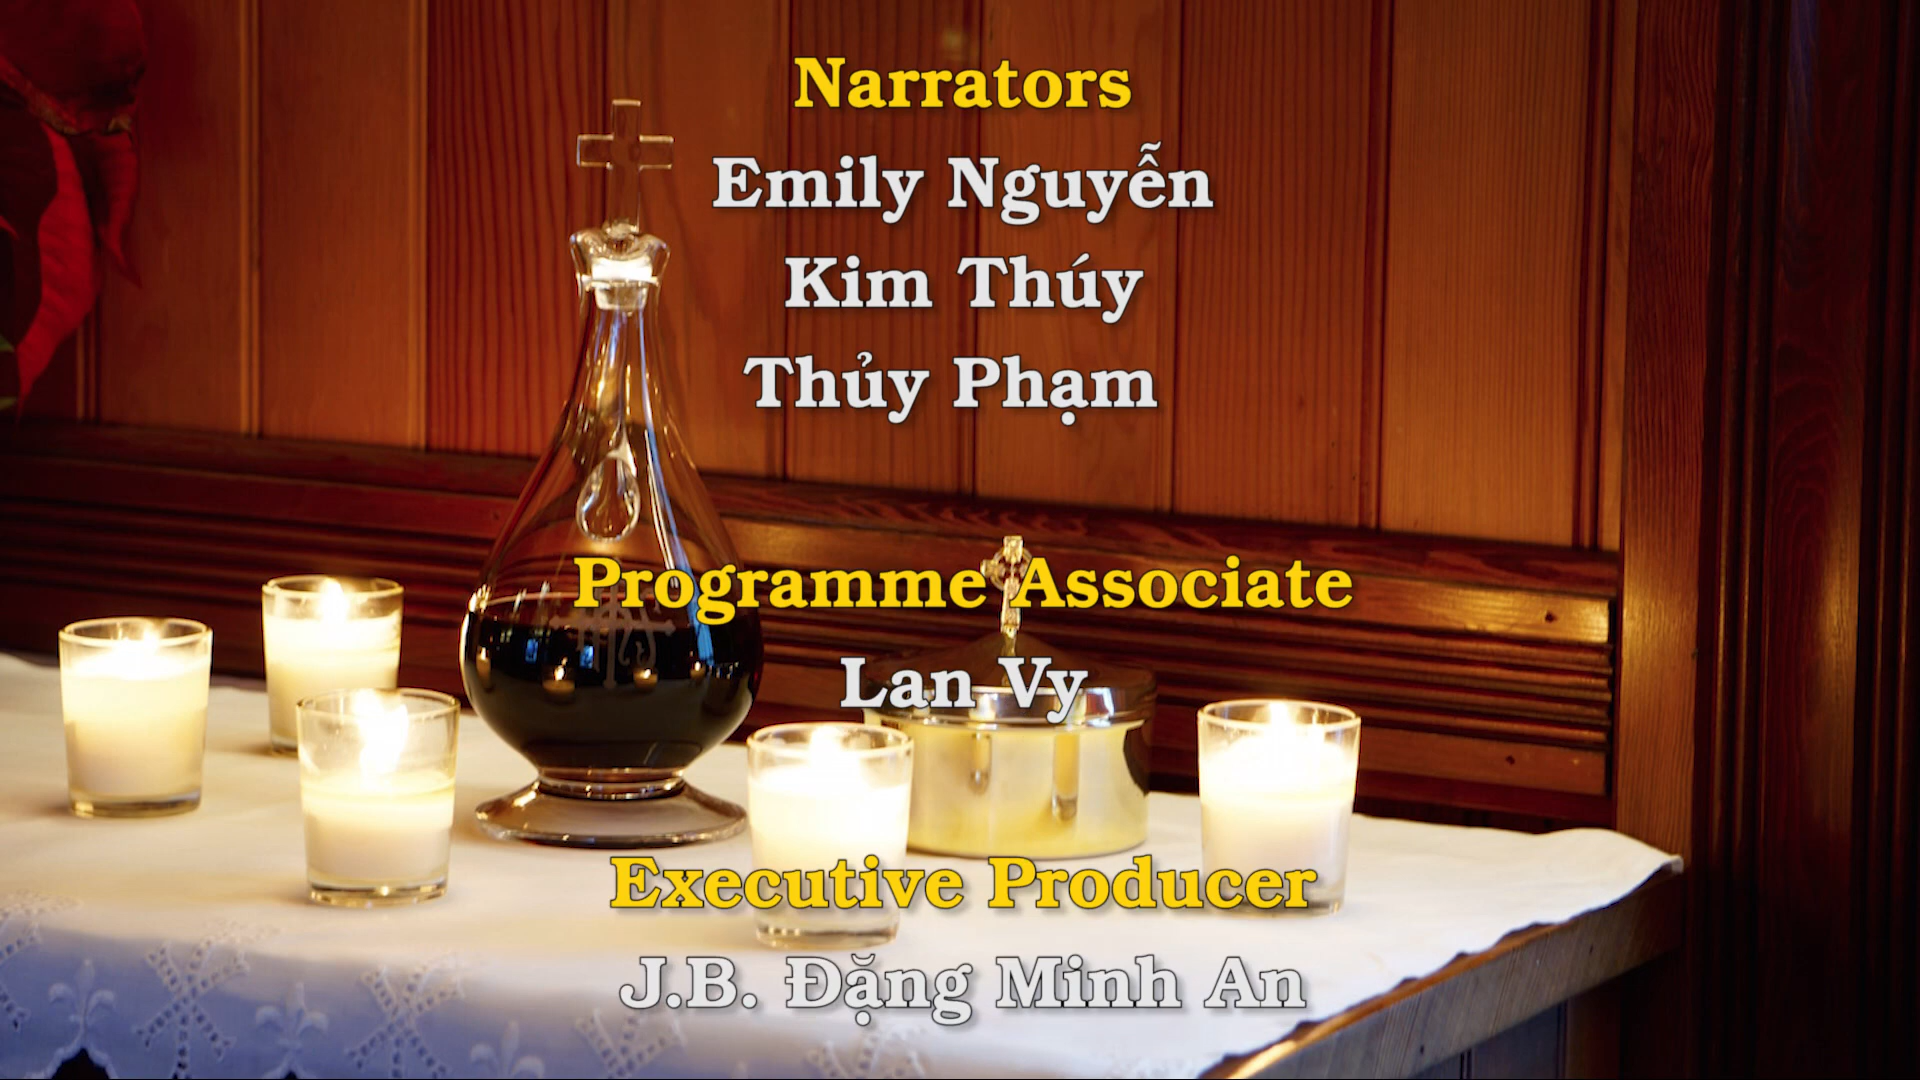 Narrators
Emily Nguyễn
Kim Thúy
Thủy Phạm
Programme Associate
Lan Vy
Executive Producer
J.B. Đặng Minh An